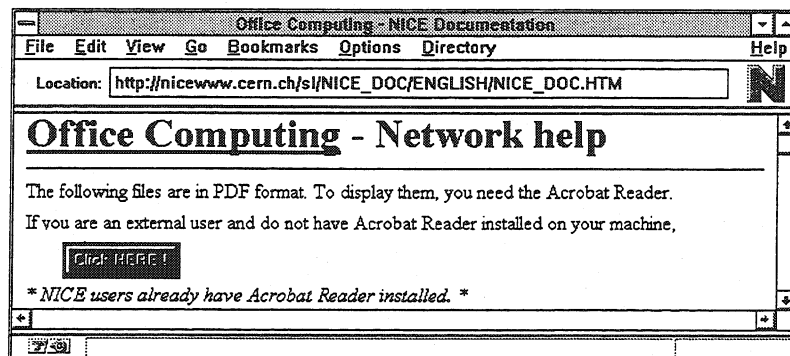 Office Computing - NICE Documentation
File Edit View Go Bookmarks Options Directory Help
Location: http://nicewww.cern.ch/sl/NICE_DOC/ENGLISH/NICE_DOC.HTM
N
Office Computing - Network help
The following files are in PDF format. To display them, you need the Acrobat Reader.
If you are an external user and do not have Acrobat Reader installed on your machine,
Click HERE !
* NICE users already have Acrobat Reader installed. *